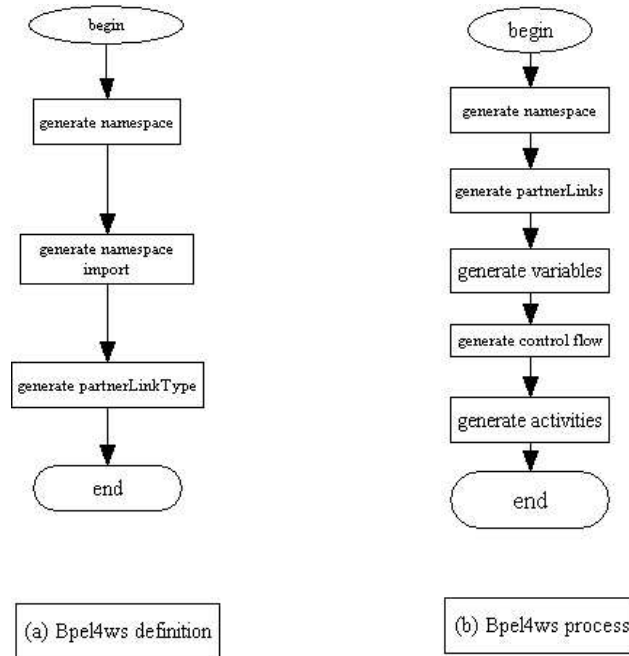 begin
generate namespace
generate namespace
import
generate partnerLinkType
end
(a) Bpel4ws definition
begin
generate namespace
generate partnerLinks
generate variables
generate control flow
generate activities
end
(b) Bpel4ws process